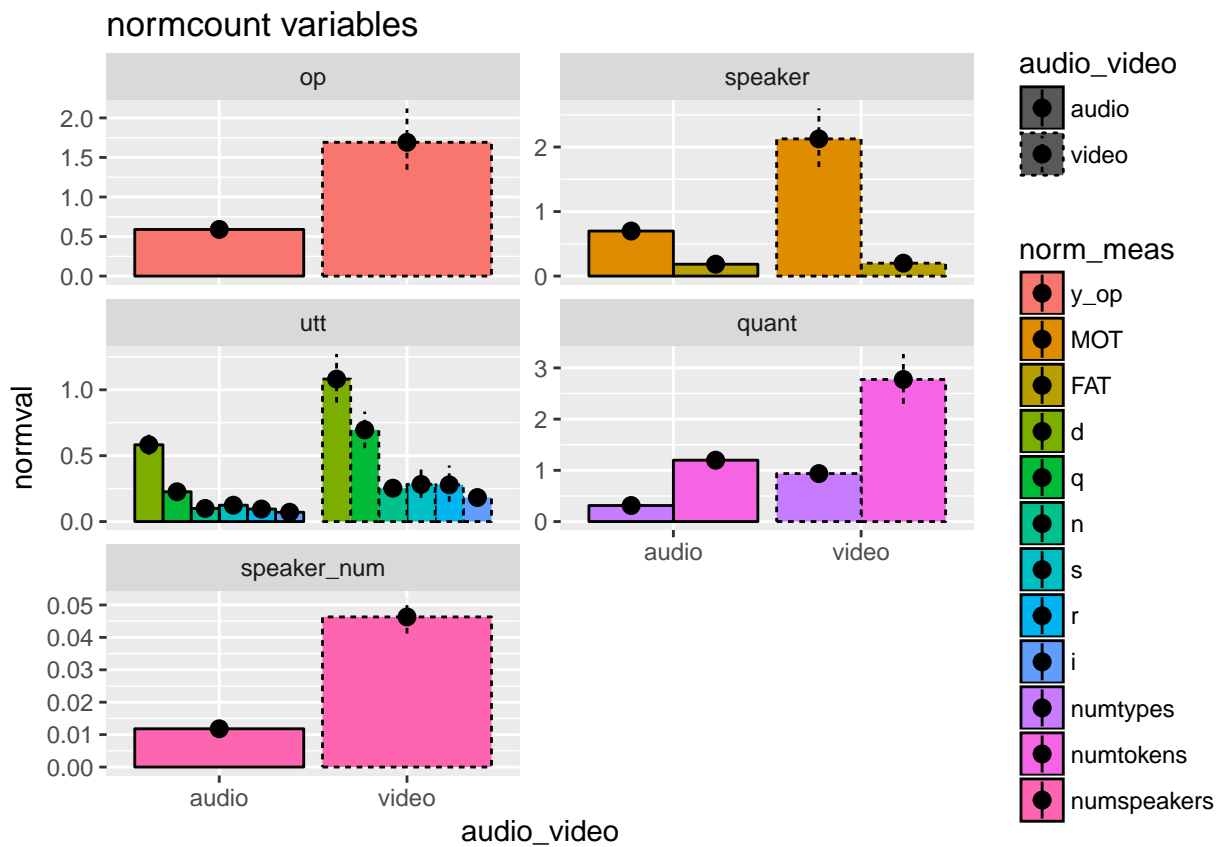 normcount variables
op
2.0
1.5
1.0
0.5
0.0
speaker
2
1
0
utt
1.0
0.5
0.0
quant
3
2
1
0
audio
video
speaker_num
0.05
0.04
0.03
0.02
0.01
0.00
audio
video
audio_video
normval
audio_video
audio
video
norm_meas
y_op
MOT
FAT
d
q
n
s
r
i
numtypes
numtokens
numspeakers